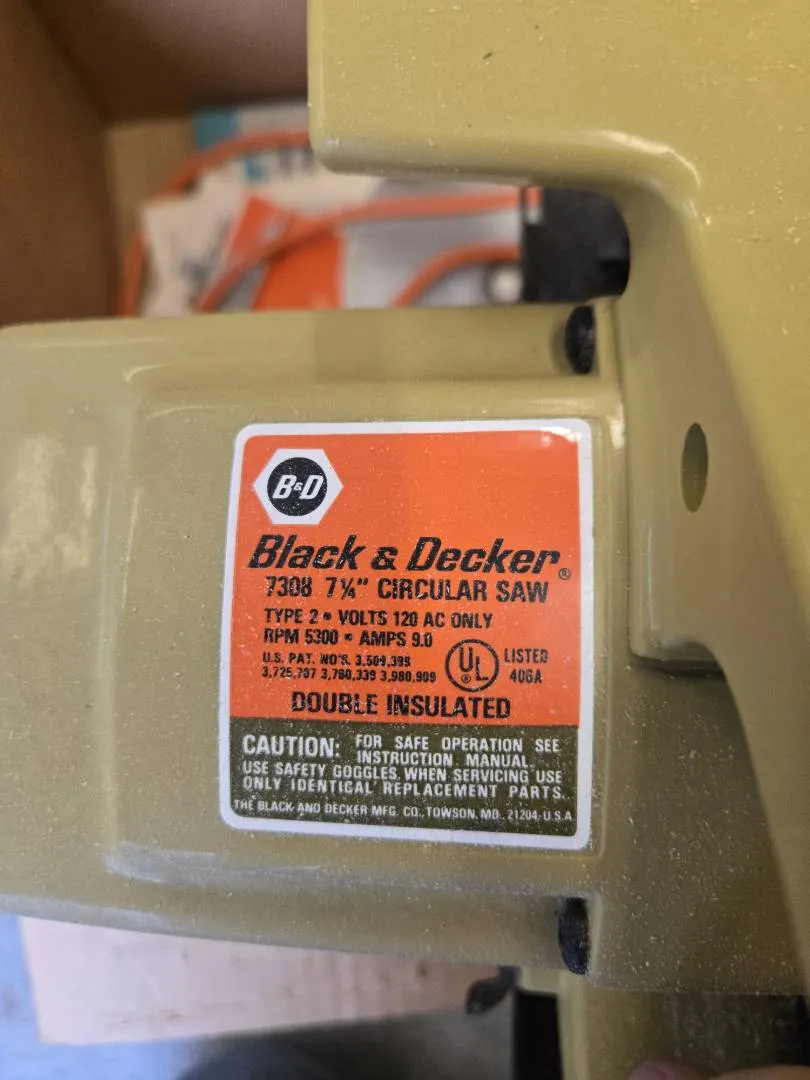 B&D
Black & Decker®
7308 7¼" CIRCULAR SAW
TYPE 2 • VOLTS 120 AC ONLY
RPM 5300 • AMPS 9.0
U.S. PAT. NO'S. 3,509,399
3,725,707 3,760,339 3,980,909
UL® LISTED
406A
DOUBLE INSULATED
CAUTION: FOR SAFE OPERATION SEE
INSTRUCTION MANUAL.
USE SAFETY GOGGLES. WHEN SERVICING USE
ONLY IDENTICAL REPLACEMENT PARTS.
THE BLACK AND DECKER MFG. CO., TOWSON, MD., 21204, U.S.A